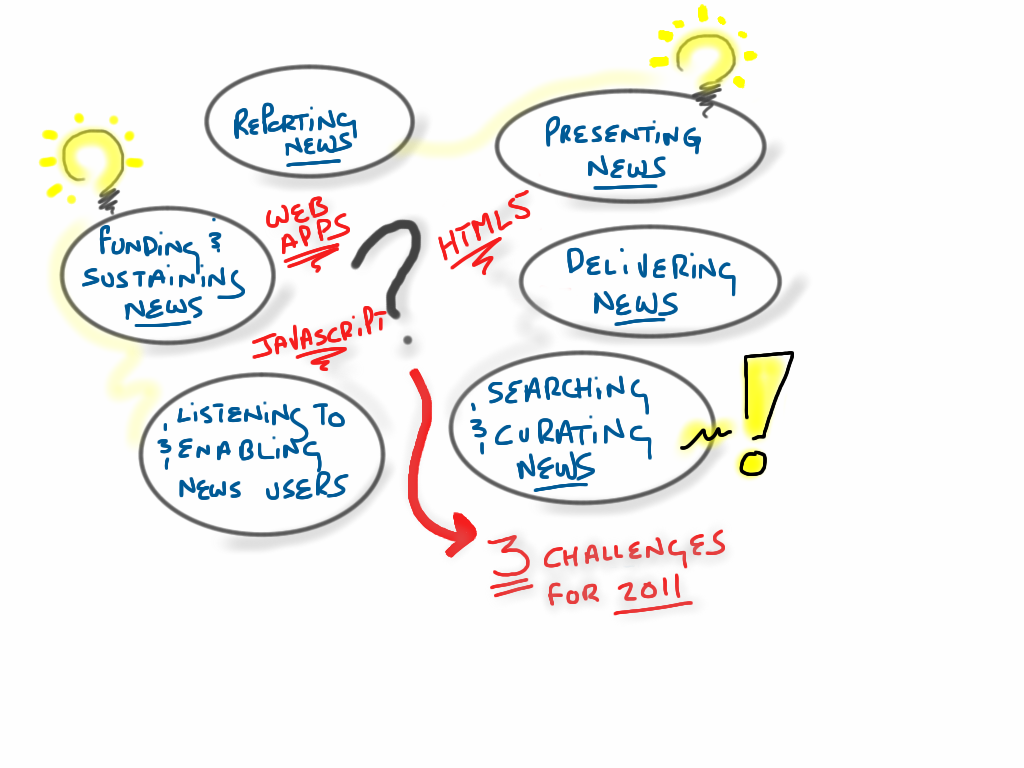 REPORTING
NEWS
PRESENTING
NEWS
WEB
APPS
HTML5
FUNDING &
SUSTAINING
NEWS
?
DELIVERING
NEWS
JAVASCRIPT
LISTENING TO
& ENABLING
NEWS USERS
SEARCHING
& CURATING
NEWS
!
3 CHALLENGES
FOR 2011